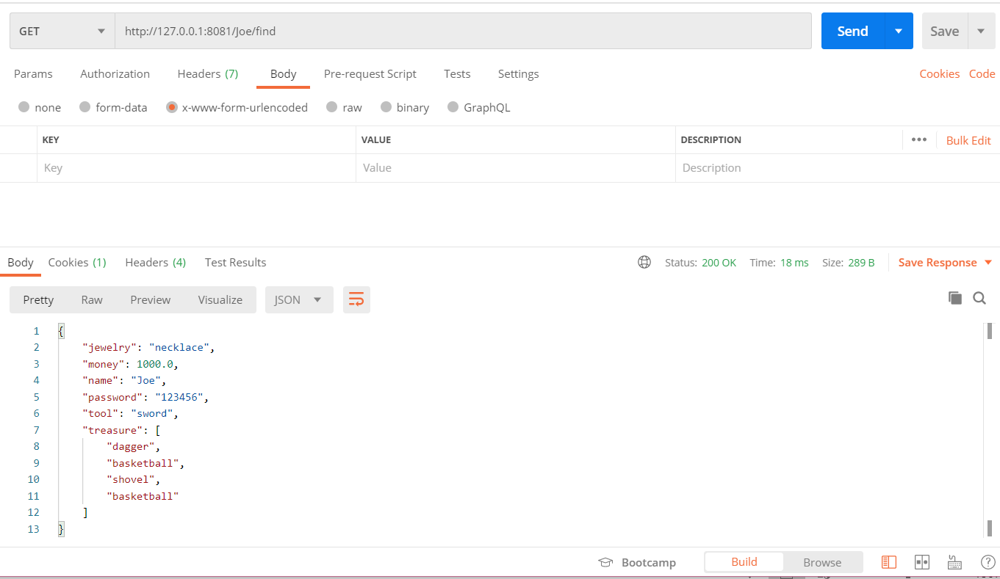 GET http://127.0.0.1:8081/Joe/find Send Save
Params Authorization Headers (7) Body Pre-request Script Tests Settings Cookies Code
none form-data x-www-form-urlencoded raw binary GraphQL
KEY VALUE DESCRIPTION ••• Bulk Edit
Key Value Description
Body Cookies (1) Headers (4) Test Results Status: 200 OK Time: 18 ms Size: 289 B Save Response
Pretty Raw Preview Visualize JSON
1 {
2 "jewelry": "necklace",
3 "money": 1000.0,
4 "name": "Joe",
5 "password": "123456",
6 "tool": "sword",
7 "treasure": [
8 "dagger",
9 "basketball",
10 "shovel",
11 "basketball"
12 ]
13 }
Bootcamp Build Browse ?